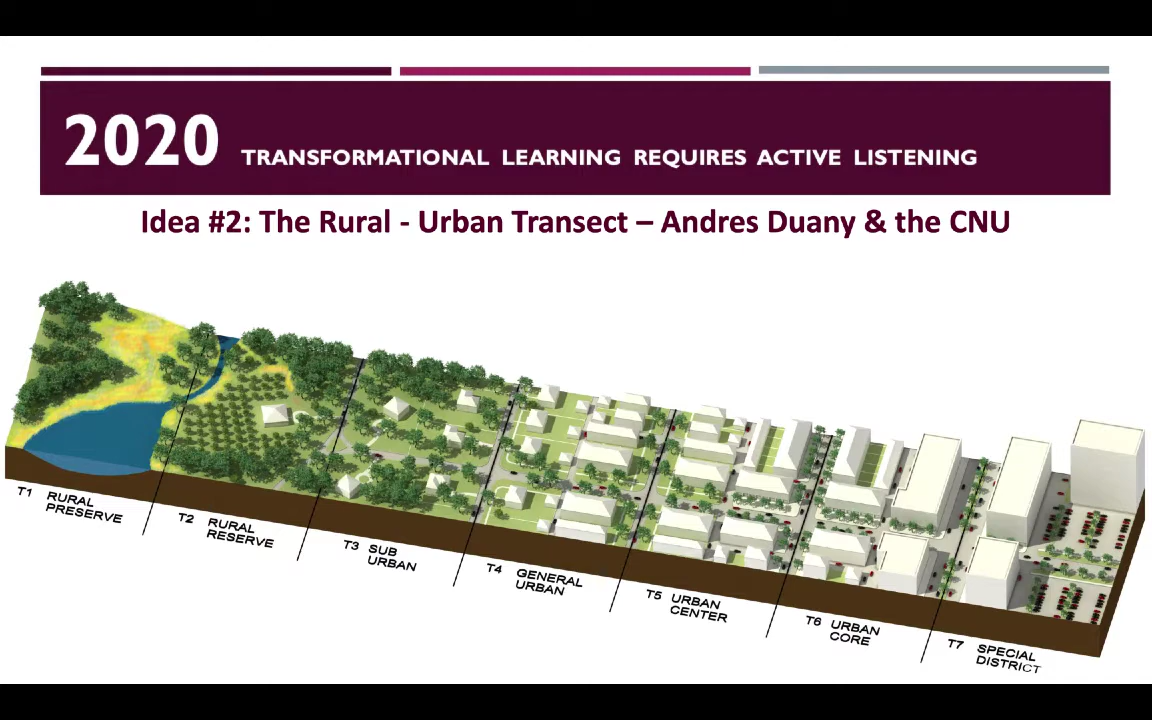 2020 TRANSFORMATIONAL LEARNING REQUIRES ACTIVE LISTENING
Idea #2: The Rural - Urban Transect – Andres Duany & the CNU
T1 RURAL
PRESERVE
T2 RURAL
RESERVE
T3 SUB
URBAN
T4 GENERAL
URBAN
T5 URBAN
CENTER
T6 URBAN
CORE
T7 SPECIAL
DISTRICT